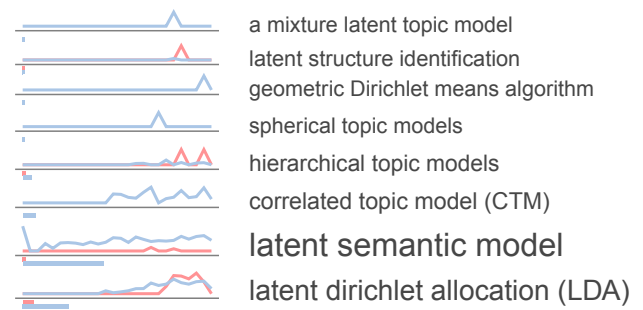 a mixture latent topic model
latent structure identification
geometric Dirichlet means algorithm
spherical topic models
hierarchical topic models
correlated topic model (CTM)
latent semantic model
latent dirichlet allocation (LDA)